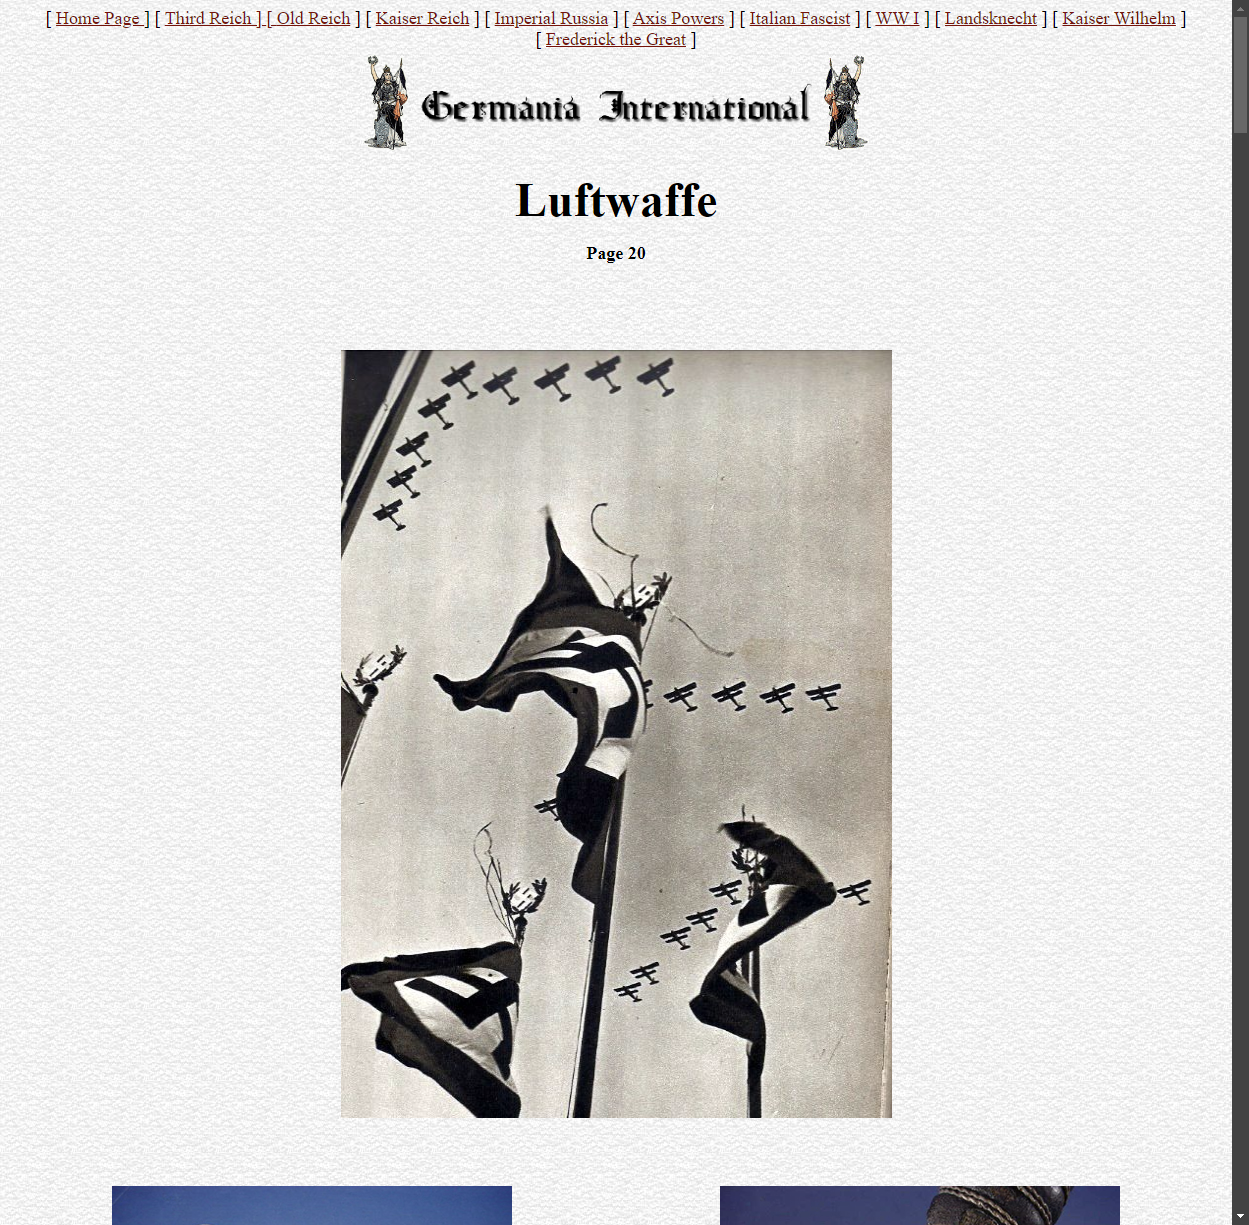 [ Home Page ] [ Third Reich ] [ Old Reich ] [ Kaiser Reich ] [ Imperial Russia ] [ Axis Powers ] [ Italian Fascist ] [ WW I ] [ Landsknecht ] [ Kaiser Wilhelm ]
[ Frederick the Great ]
Germania International
Luftwaffe
Page 20